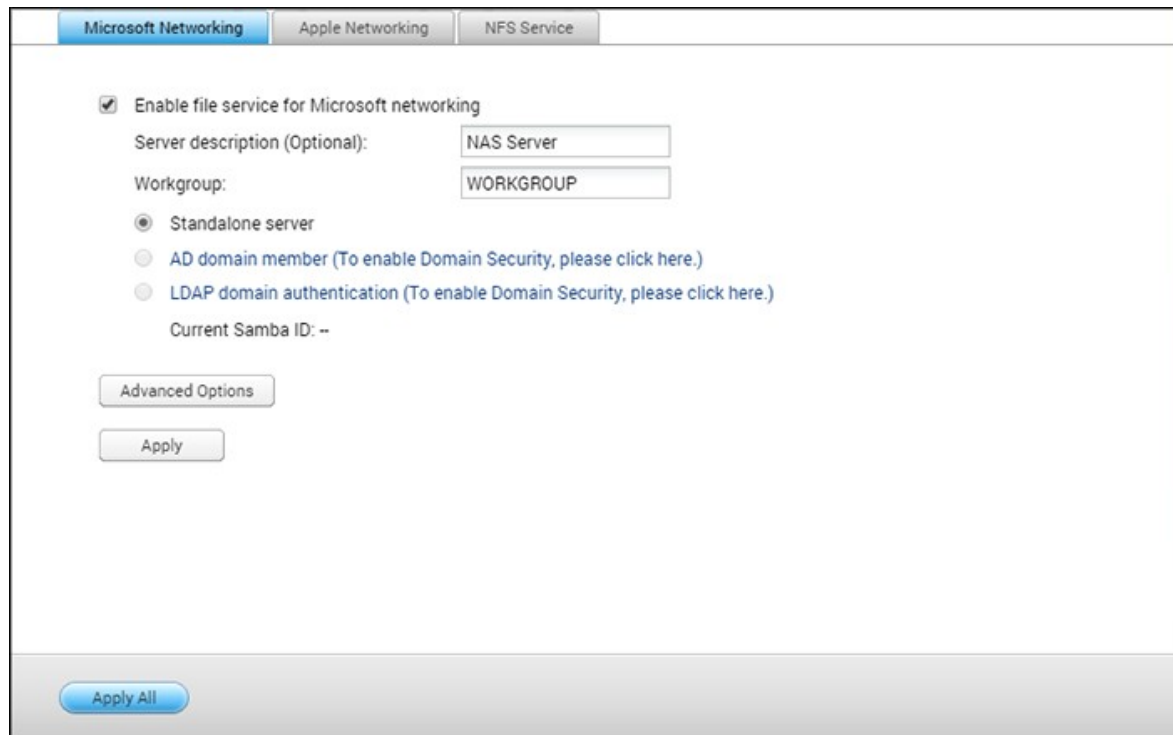 Microsoft Networking Apple Networking NFS Service
Enable file service for Microsoft networking
Server description (Optional): NAS Server
Workgroup: WORKGROUP
Standalone server
AD domain member (To enable Domain Security, please click here.)
LDAP domain authentication (To enable Domain Security, please click here.)
Current Samba ID: --
Advanced Options
Apply
Apply All